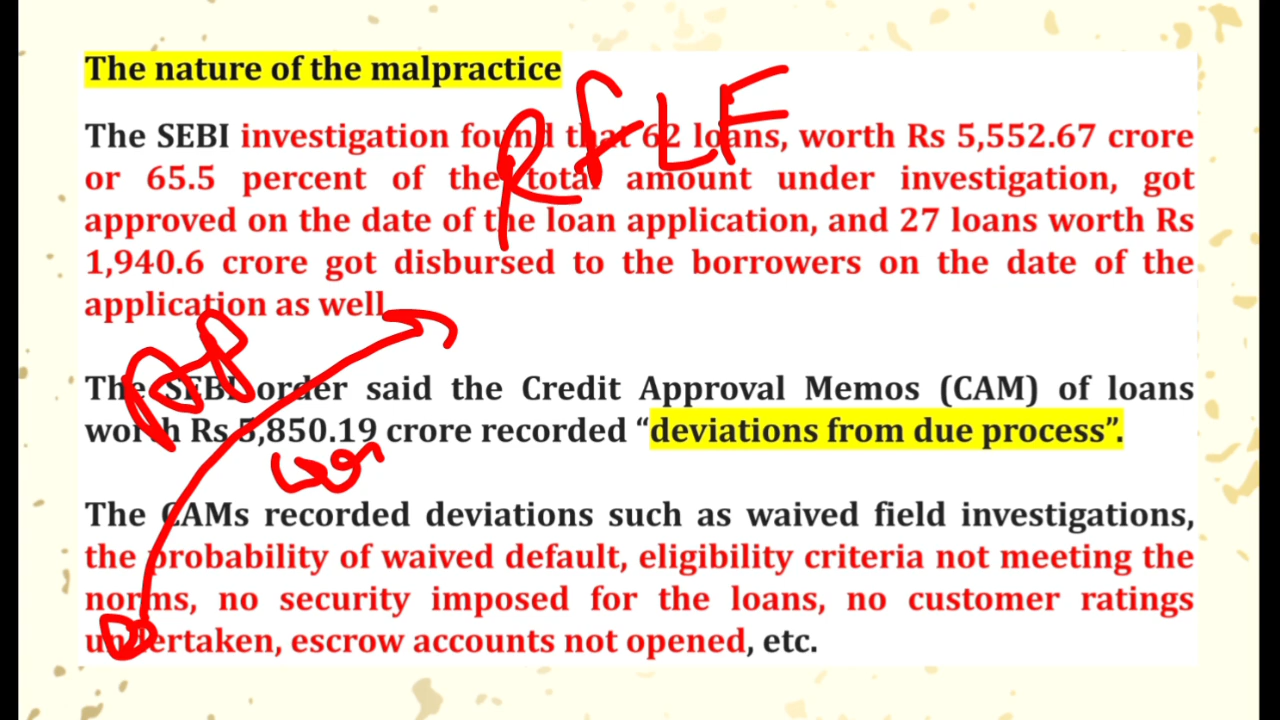 The nature of the malpractice
RFLF
The SEBI investigation found that 62 loans, worth Rs 5,552.67 crore
or 65.5 percent of the total amount under investigation, got
approved on the date of the loan application, and 27 loans worth Rs
1,940.6 crore got disbursed to the borrowers on the date of the
application as well
The SEBI order said the Credit Approval Memos (CAM) of loans
worth Rs 5,850.19 crore recorded “deviations from due process”.
The CAMs recorded deviations such as waived field investigations,
the probability of waived default, eligibility criteria not meeting the
norms, no security imposed for the loans, no customer ratings
undertaken, escrow accounts not opened, etc.